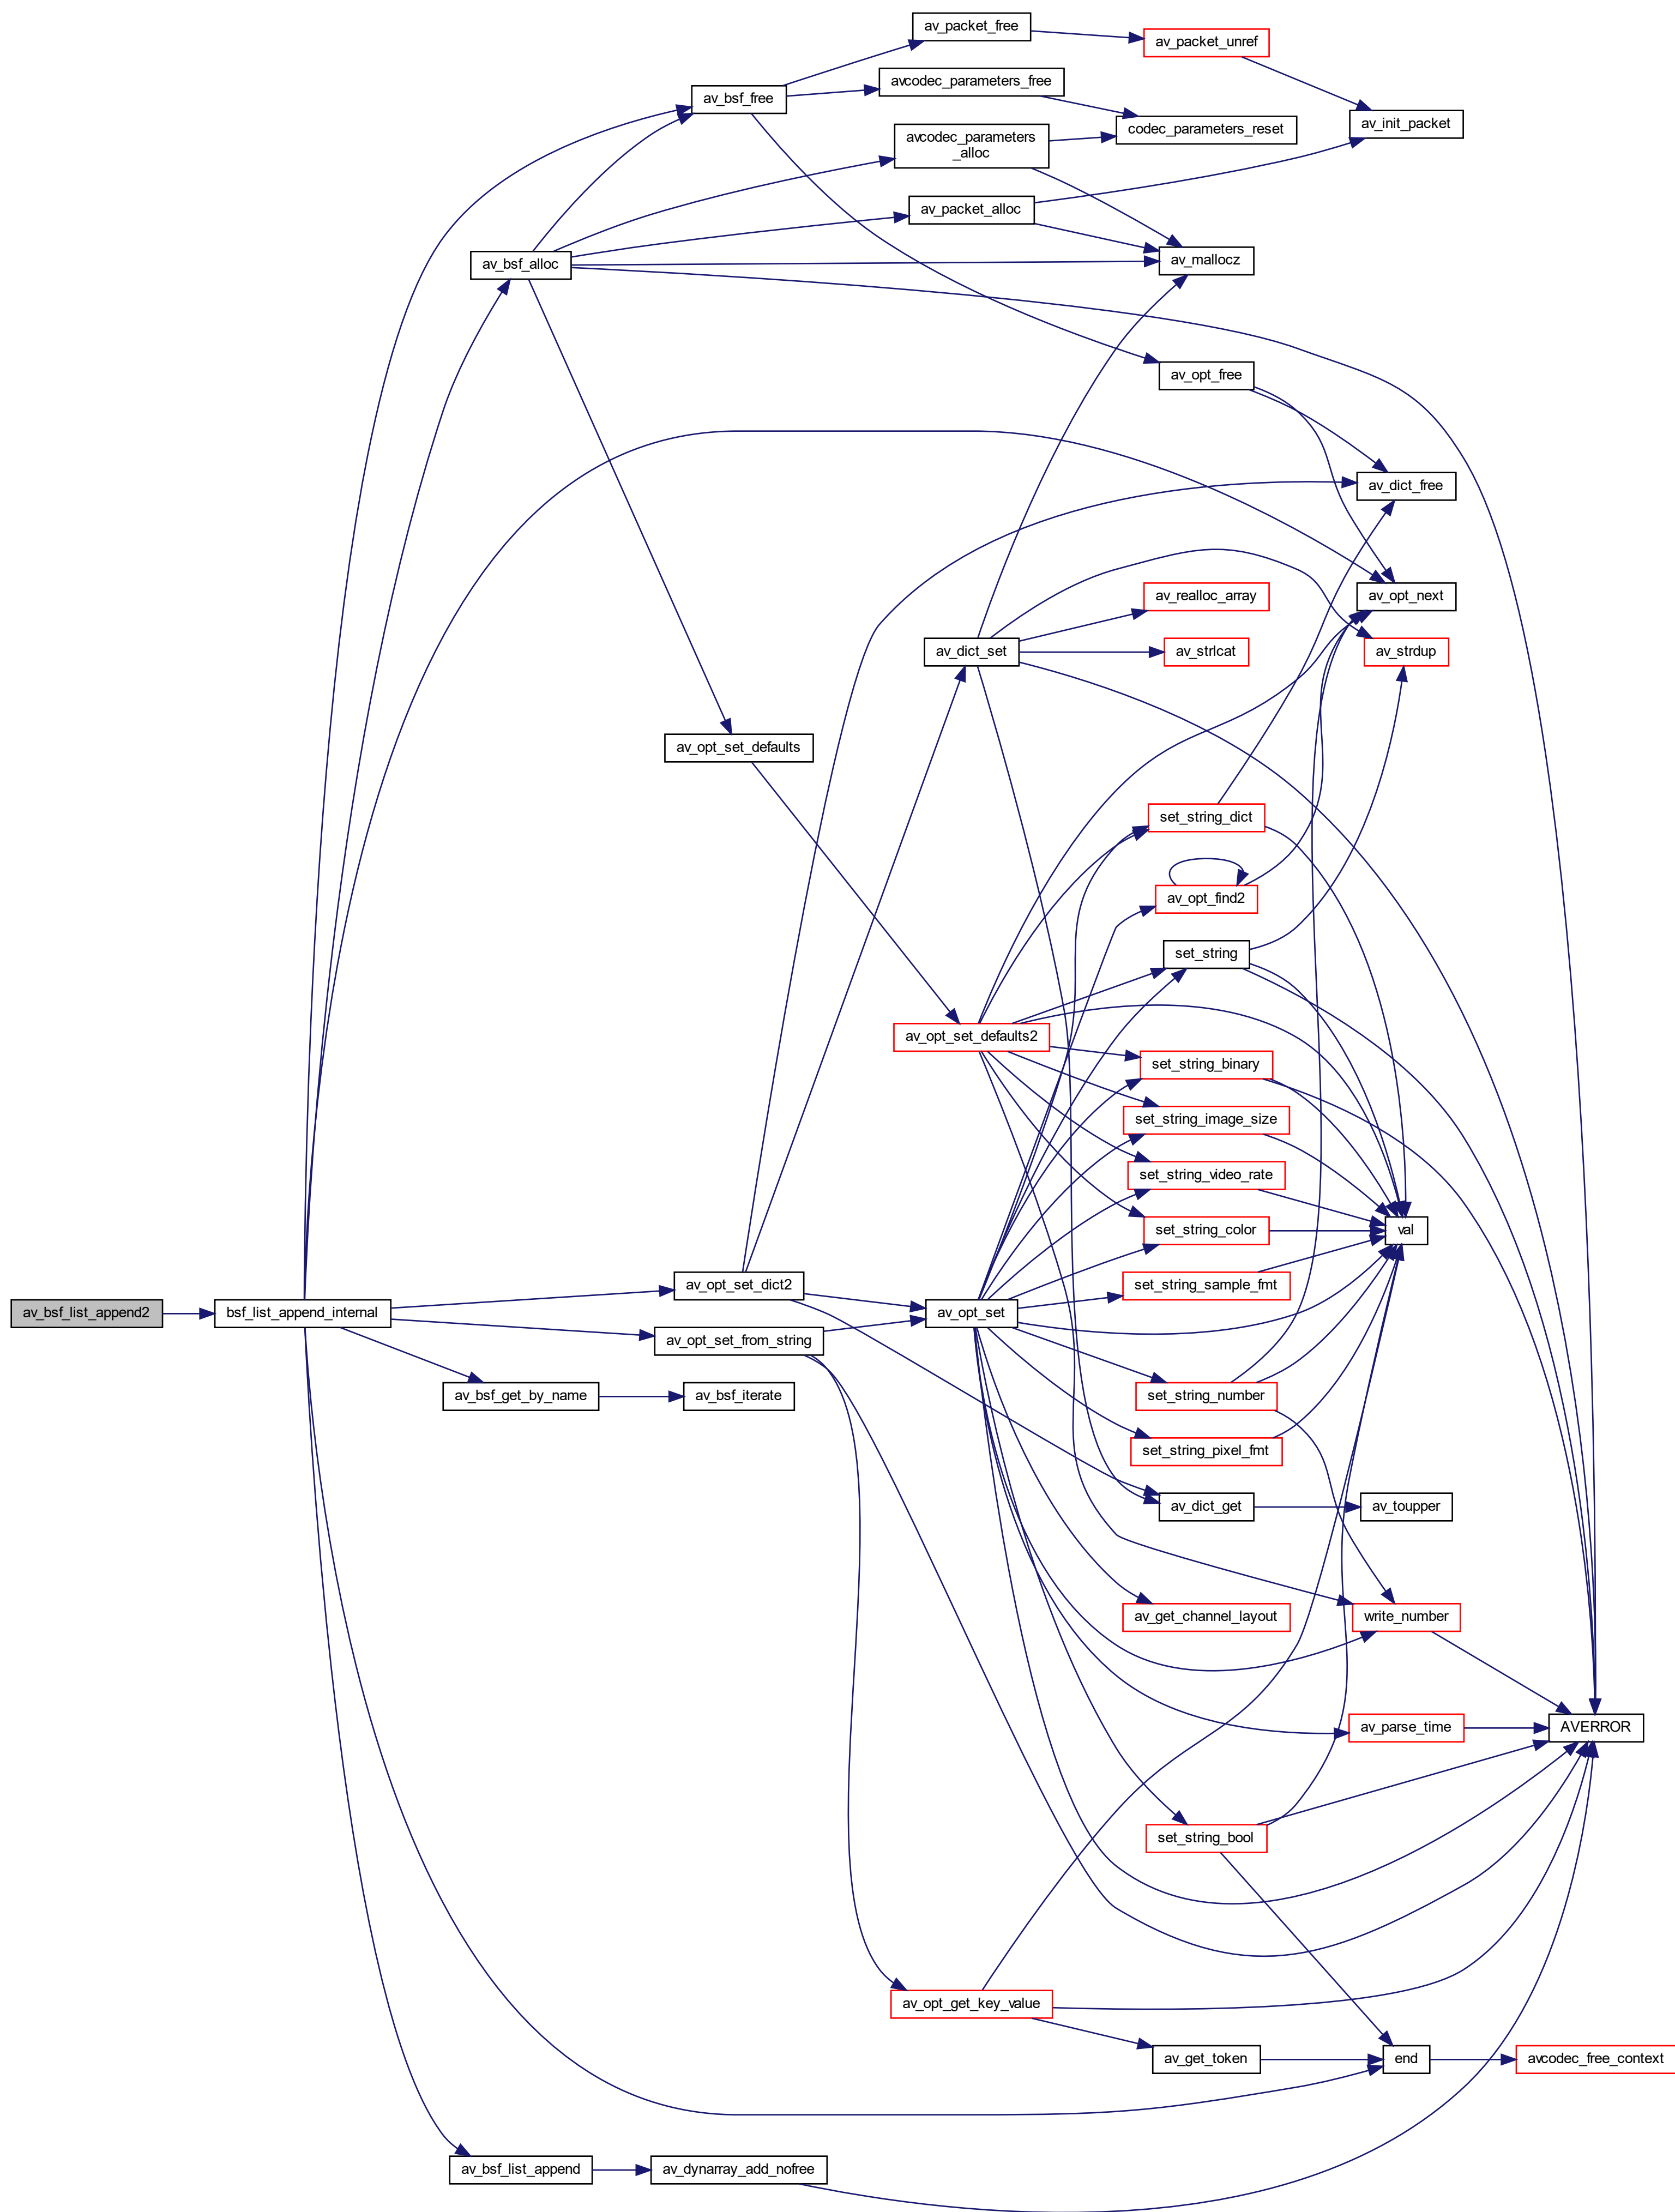 av_packet_free
av_packet_unref
avcodec_parameters_free
av_bsf_free
av_init_packet
codec_parameters_reset
avcodec_parameters
_alloc
av_packet_alloc
av_bsf_alloc
av_mallocz
av_opt_free
av_dict_free
av_realloc_array
av_opt_next
av_dict_set
av_strlcat
av_strdup
av_opt_set_defaults
set_string_dict
av_opt_find2
set_string
av_opt_set_defaults2
set_string_binary
set_string_image_size
set_string_video_rate
set_string_color
val
av_opt_set_dict2
set_string_sample_fmt
av_bsf_list_append2
bsf_list_append_internal
av_opt_set
av_opt_set_from_string
av_bsf_get_by_name
av_bsf_iterate
set_string_number
set_string_pixel_fmt
av_dict_get
av_toupper
av_get_channel_layout
write_number
av_parse_time
AVERROR
set_string_bool
av_opt_get_key_value
av_get_token
end
avcodec_free_context
av_bsf_list_append
av_dynarray_add_nofree